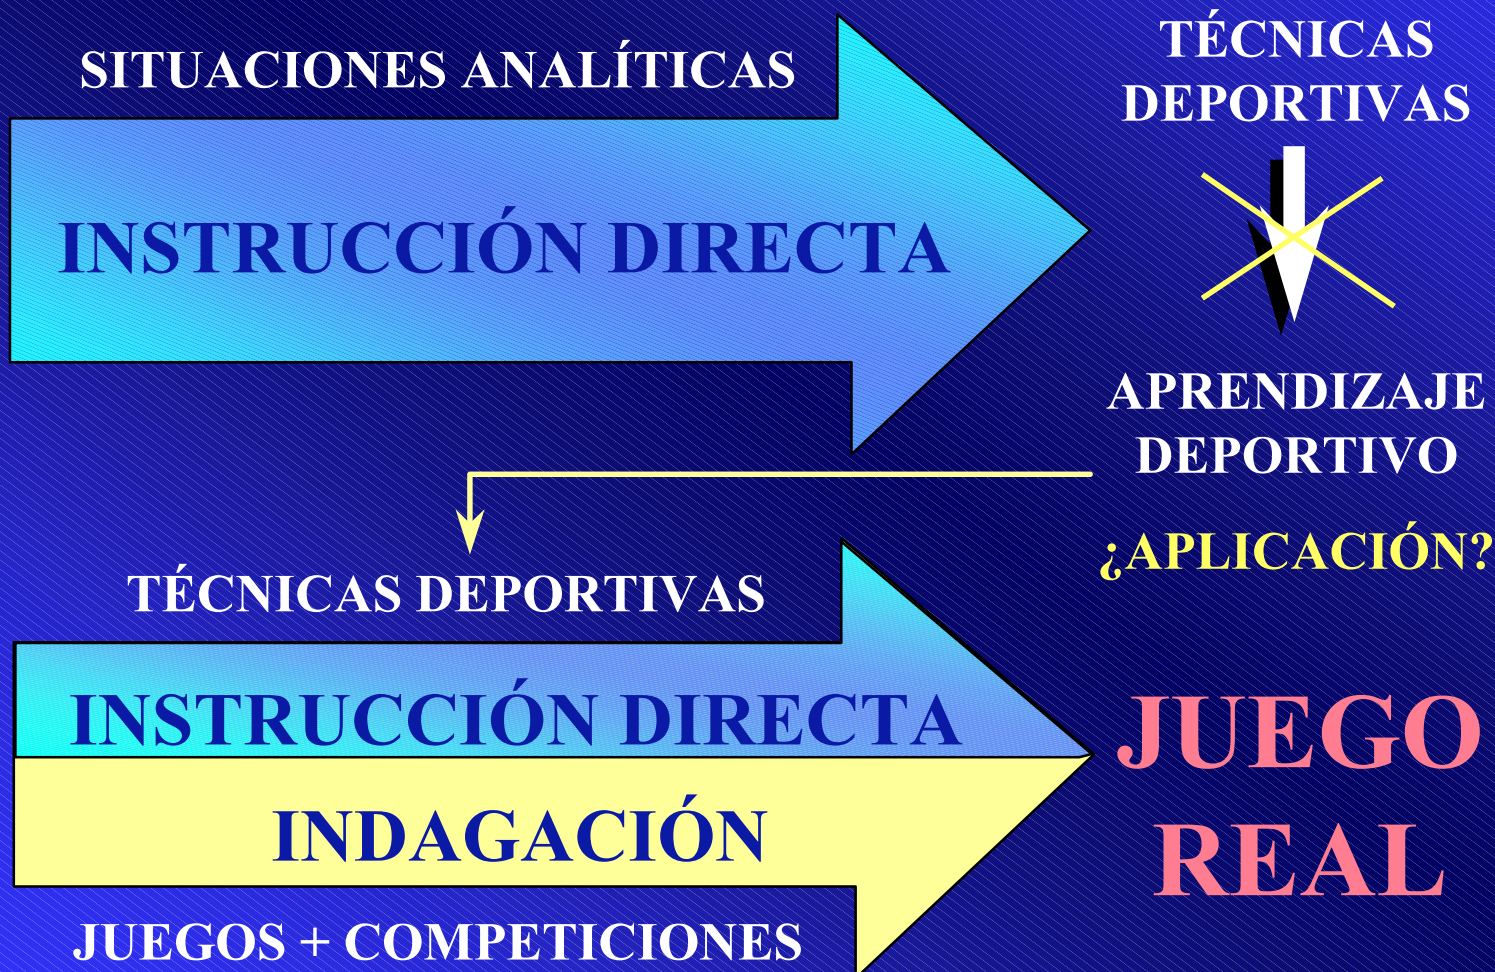 SITUACIONES ANALÍTICAS
INSTRUCCIÓN DIRECTA
TÉCNICAS
DEPORTIVAS
APRENDIZAJE
DEPORTIVO
¿APLICACIÓN?
TÉCNICAS DEPORTIVAS
INSTRUCCIÓN DIRECTA
INDAGACIÓN
JUEGOS + COMPETICIONES
JUEGO
REAL